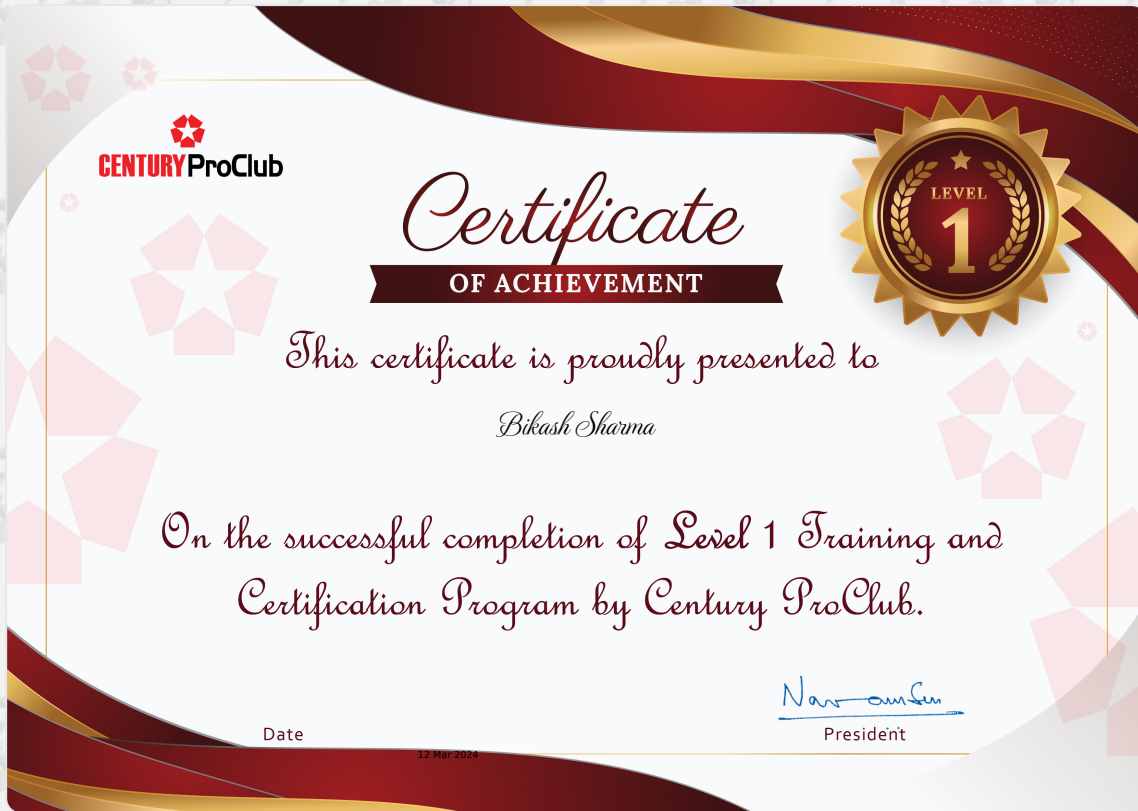 CENTURY ProClub
LEVEL
1
Certificate
OF ACHIEVEMENT
This certificate is proudly presented to
Bikash Sharma
On the successful completion of Level 1 Training and
Certification Program by Century ProClub.
Date
President
12 Mar 2024